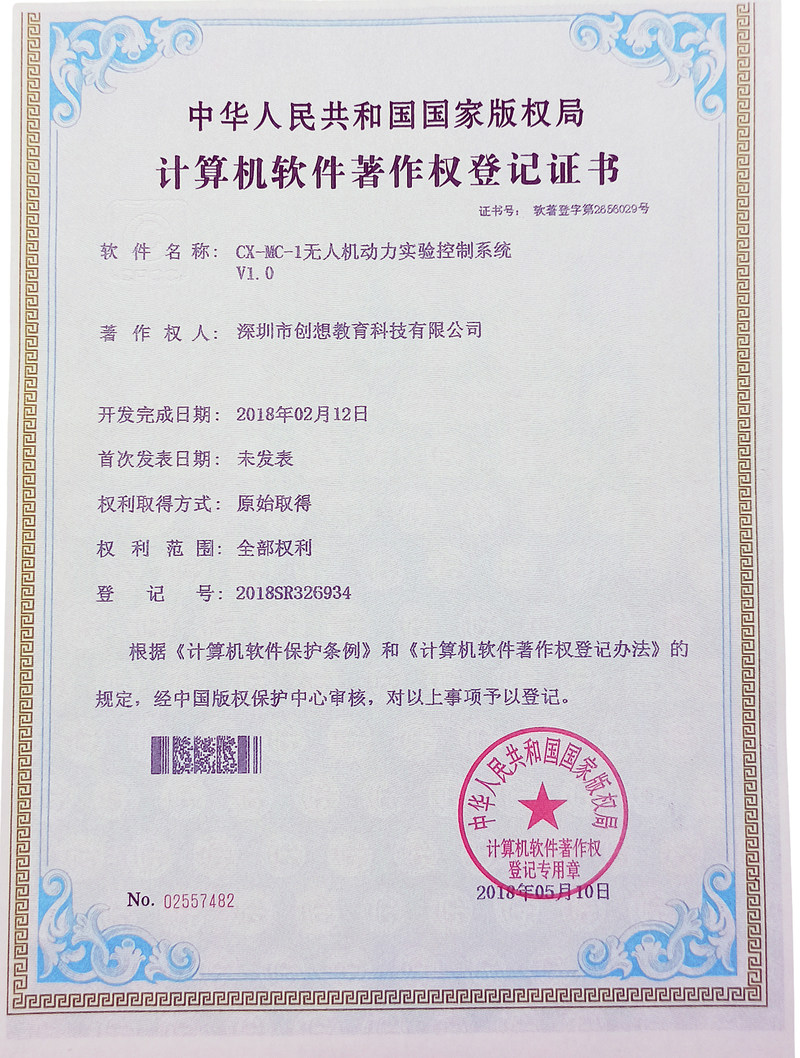 中华人民共和国国家版权局
计算机软件著作权登记证书
证书号： 软著登字第2656029号
软件名称： CX-MC-1无人机动力实验控制系统
V1.0
著作权人： 深圳市创想教育科技有限公司
开发完成日期： 2018年02月12日
首次发表日期： 未发表
权利取得方式： 原始取得
权利范围： 全部权利
登记号： 2018SR326934
根据《计算机软件保护条例》和《计算机软件著作权登记办法》的
规定，经中国版权保护中心审核，对以上事项予以登记。
中华人民共和国国家版权局
计算机软件著作权
登记专用章
2018年05月10日
No. 02557482